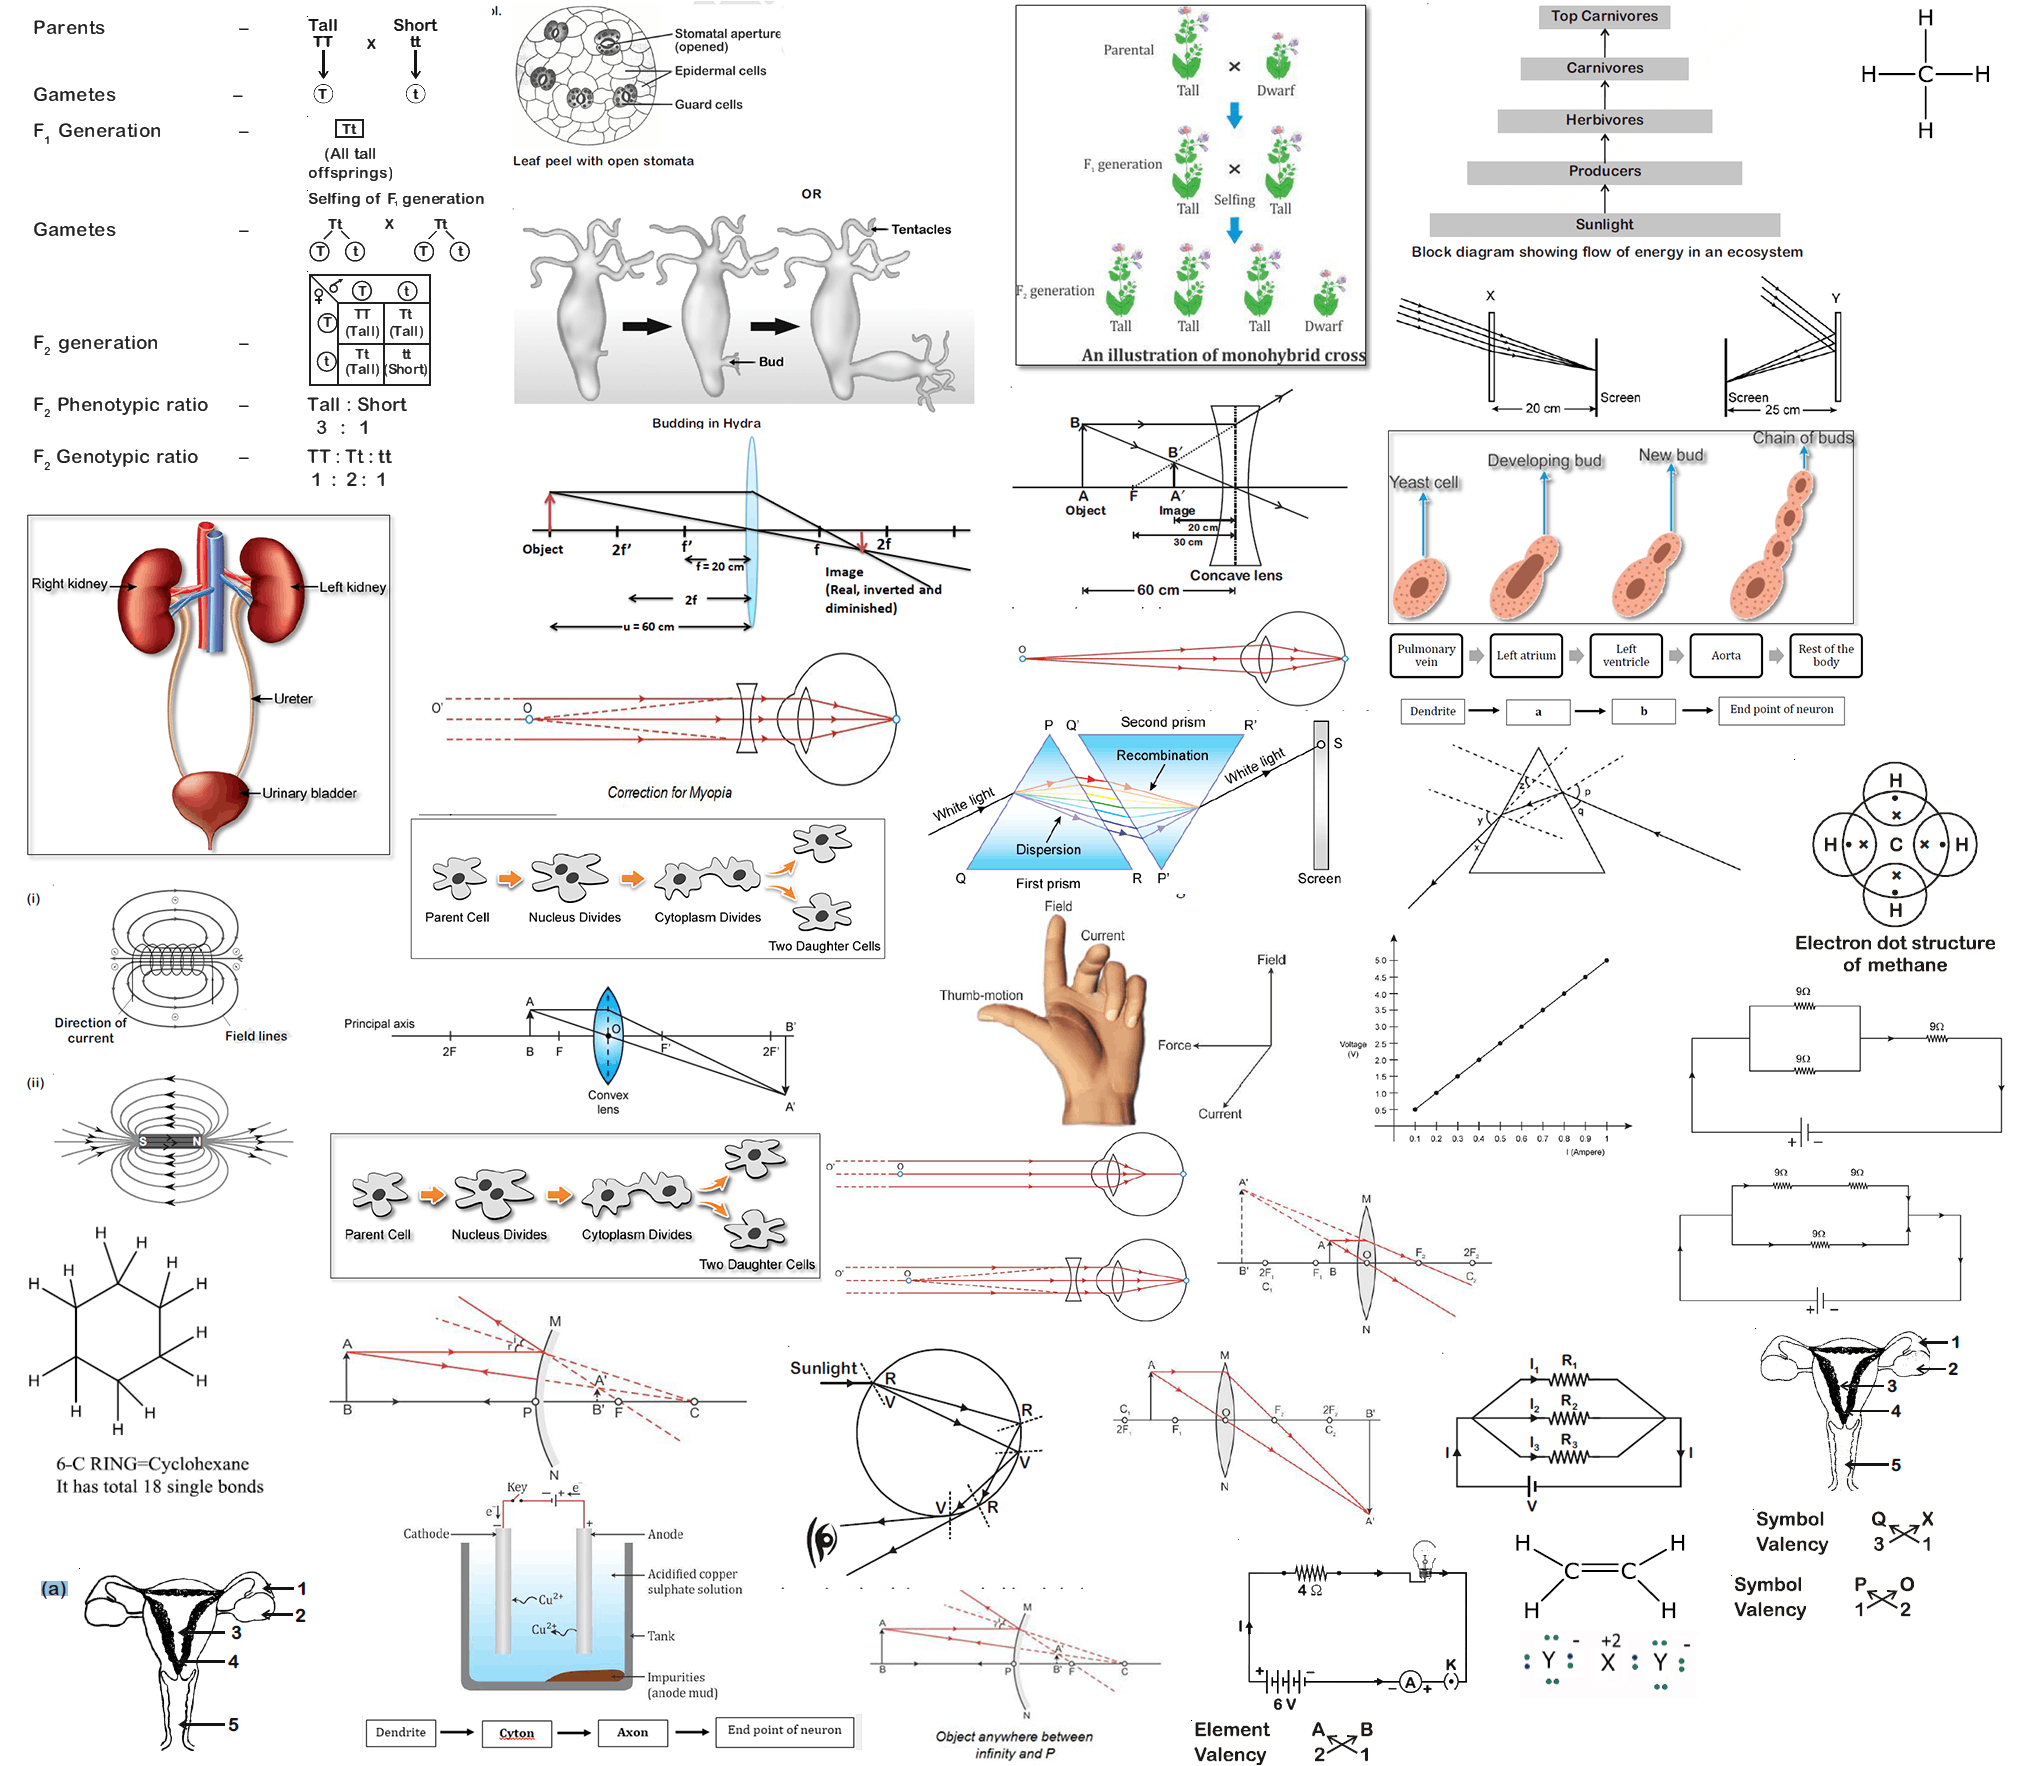 Parents – Tall Short
TT X tt
Gametes – T t
F1 Generation – Tt
(All tall
offsprings)
Selfing of F1 generation
Gametes – Tt X Tt
T t T t
♀ ♂ T t
T TT Tt
(Tall) (Tall)
F2 generation –
t Tt tt
(Tall) (Short)
F2 Phenotypic ratio – Tall : Short
3 : 1
F2 Genotypic ratio – TT : Tt : tt
1 : 2 : 1
ol.
Stomatal aperture
(opened)
Epidermal cells
Guard cells
Leaf peel with open stomata
OR
Tentacles
Bud
Budding in Hydra
Parental
×
Tall Dwarf
F1 generation
×
Selfing
Tall Tall
F2 generation
Tall Tall Tall Dwarf
An illustration of monohybrid cross
Top Carnivores
Carnivores
Herbivores
Producers
Sunlight
Block diagram showing flow of energy in an ecosystem
H
H C H
H
X
Screen
20 cm
Y
Screen
25 cm
Right kidney
Left kidney
Ureter
Urinary bladder
Object 2f' f' f 2f
f = 20 cm
2f
u = 60 cm
Image
(Real, inverted and
diminished)
B
B′
A F A′
Object Image
20 cm
30 cm
Concave lens
60 cm
Yeast cell
Developing bud
New bud
Chain of buds
Pulmonary
vein
Left atrium
Left
ventricle
Aorta
Rest of the
body
Dendrite a b End point of neuron
O
O' O
Correction for Myopia
P Q' Second prism R'
Recombination
White light
White light
S
Dispersion
Q First prism R P'
Screen
z
p
q
y
x
H
H C H
H
Electron dot structure
of methane
Parent Cell Nucleus Divides Cytoplasm Divides
Two Daughter Cells
(i)
Direction of
current
Field lines
(ii)
S N
Principal axis
A
O B'
2F B F F' 2F'
Convex
lens
A'
Field
Current
Thumb-motion
Field
Force
Current
5.0
4.5
4.0
3.5
3.0
Voltage
(V)
2.5
2.0
1.5
1.0
0.5
0.1 0.2 0.3 0.4 0.5 0.6 0.7 0.8 0.9 1
I (Ampere)
9Ω
9Ω
9Ω
+ −
9Ω 9Ω
9Ω
+ −
Parent Cell Nucleus Divides Cytoplasm Divides
Two Daughter Cells
O' O
O' O
A'
M
A
O F2 2F2
B' 2F1 F1 B C2
C1
N
H H
H H
H H
H
H
H
H
H H
6-C RING=Cyclohexane
It has total 18 single bonds
M
A
i
r
A'
B P B' F C
N
Sunlight
R
V
R
V
V R
M
A
C1 O F2 2F2 B'
2F1 F1 C2
N
A'
I1 R1
I2 R2
I3 R3
I I
V
1
2
3
4
5
Symbol Q X
Valency 3 1
Symbol P O
Valency 1 2
Key
− + e−
e−
− +
Cathode
Anode
Acidified copper
sulphate solution
Cu2+
Cu2+
Tank
Impurities
(anode mud)
(a)
1
2
3
4
5
Dendrite Cyton Axon End point of neuron
M
A
A'
B P B' F C
N
Object anywhere between
infinity and P
4 Ω
I
+ −
6 V
− A +
K
Element A B
Valency 2 1
H H
C C
H H
Y − +2 X Y −